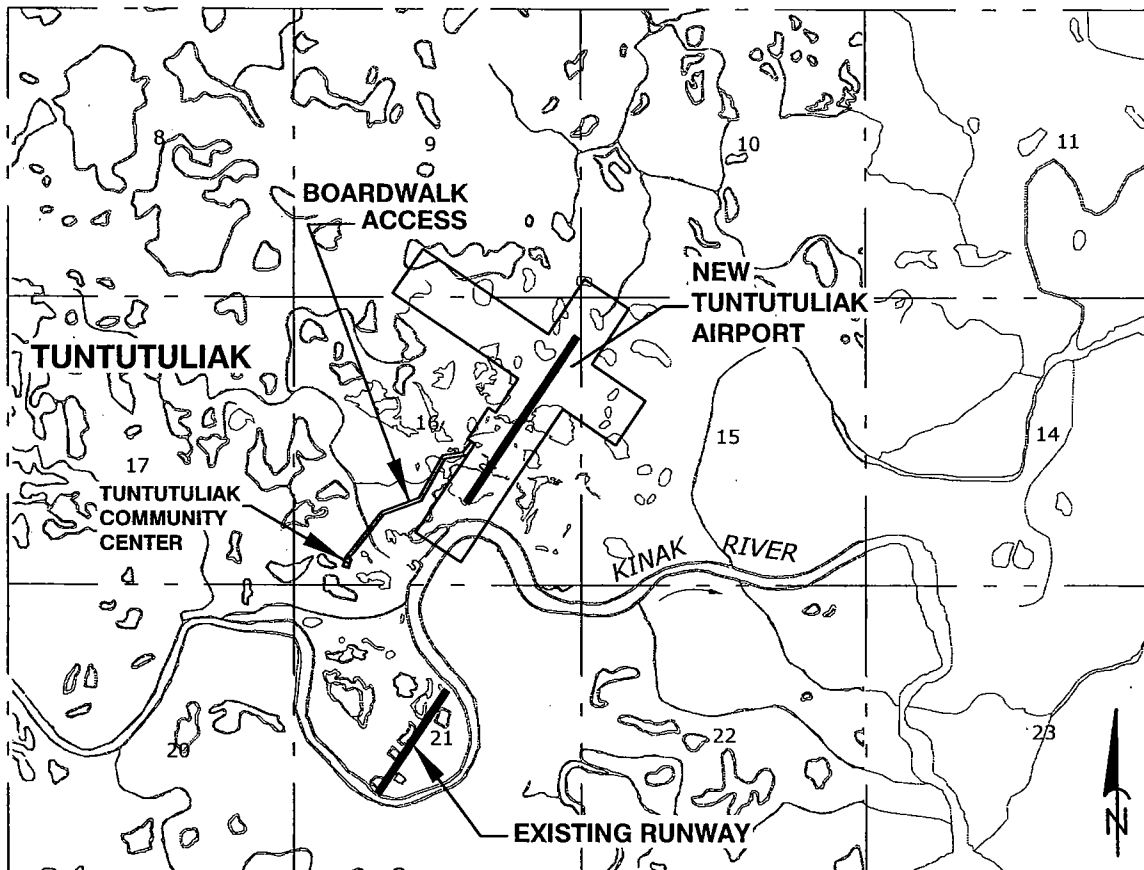 8
9
10
11
BOARDWALK
ACCESS
NEW
TUNTUTULIAK
AIRPORT
TUNTUTULIAK
16
15
14
17
TUNTUTULIAK
COMMUNITY
CENTER
KINAK RIVER
20
21
22
23
EXISTING RUNWAY
N